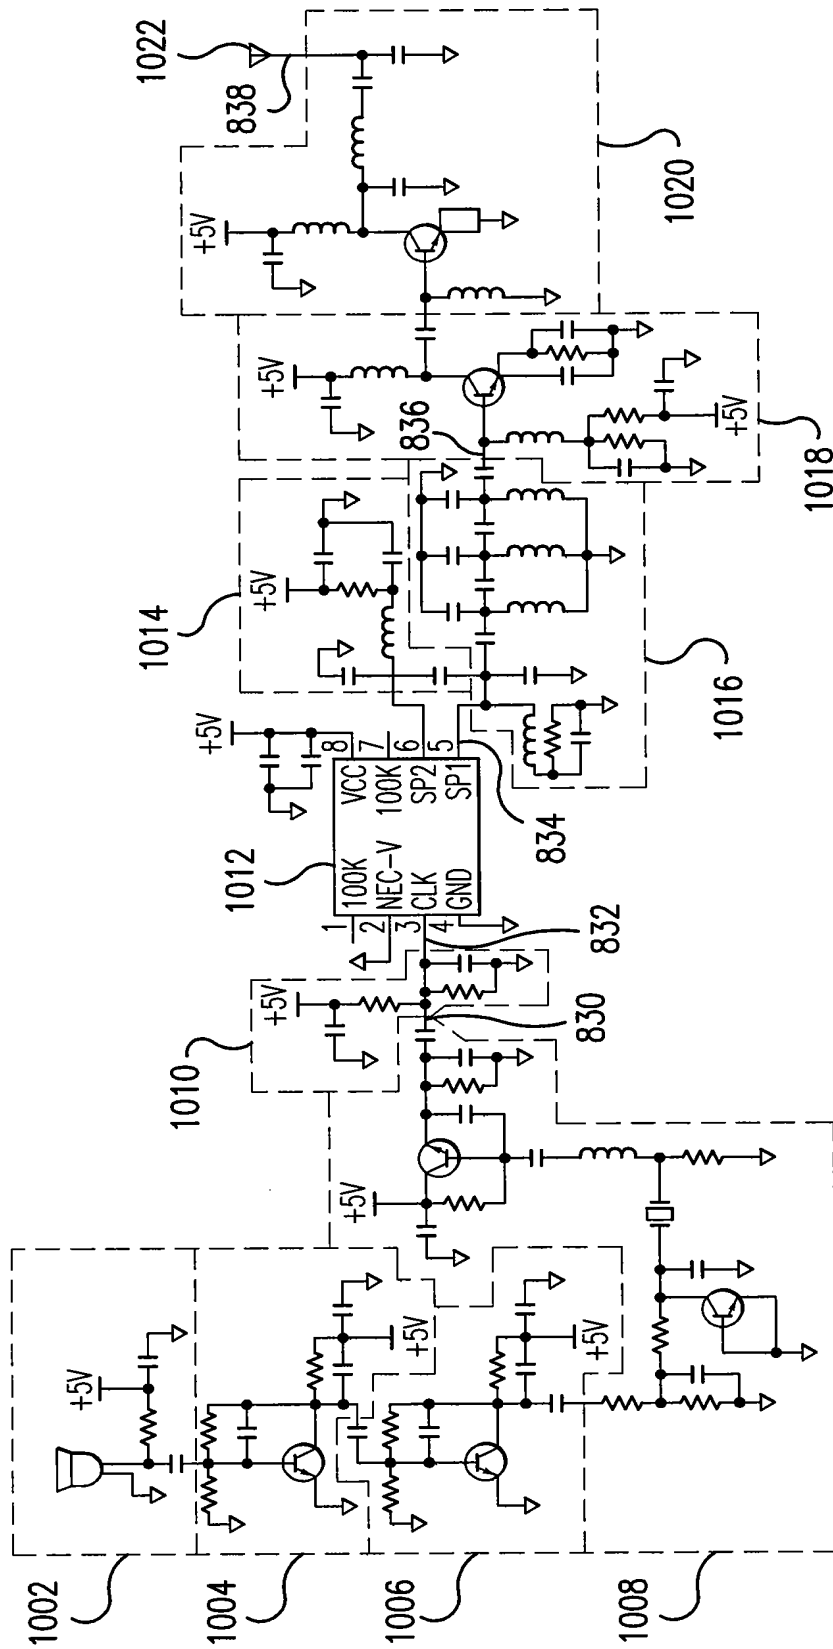 1002
1004
1006
1008
1010
1012
1014
1016
1018
1020
1022
830
832
834
836
838
+5V
+5V
+5V
+5V
+5V
+5V
+5V
+5V
+5V
+5V
1 100K
2 NEC-V
3 CLK
4 GND
VCC 8
100K 7
SP2 6
SP1 5